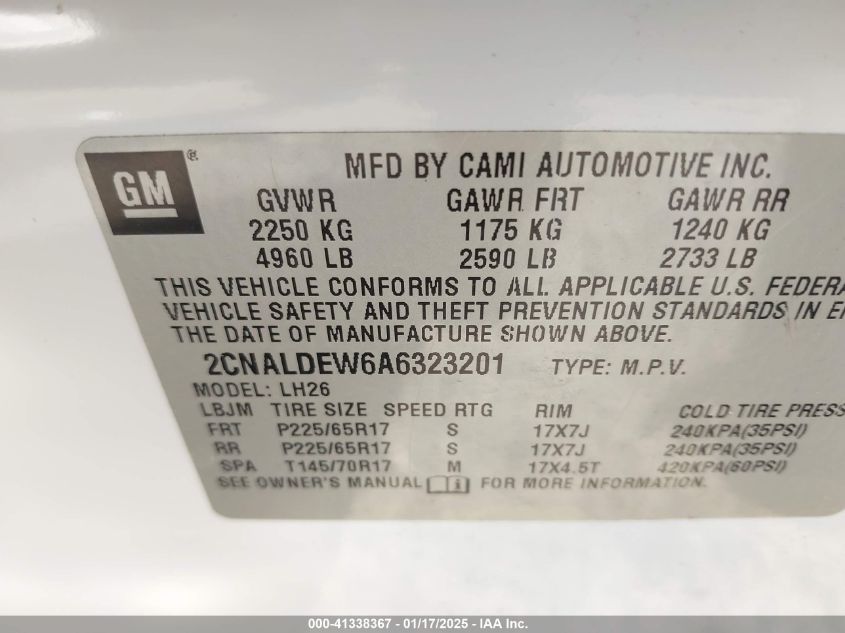 GM ® MFD BY CAMI AUTOMOTIVE INC.
GVWR GAWR FRT GAWR RR
2250 KG 1175 KG 1240 KG
4960 LB 2590 LB 2733 LB
THIS VEHICLE CONFORMS TO ALL APPLICABLE U.S. FEDERA
VEHICLE SAFETY AND THEFT PREVENTION STANDARDS IN E
THE DATE OF MANUFACTURE SHOWN ABOVE.
2CNALDEW6A6323201 TYPE: M.P.V.
MODEL: LH26
LBJM TIRE SIZE SPEED RTG RIM COLD TIRE PRESS
FRT P225/65R17 S 17X7J 240KPA(35PSI)
RR P225/65R17 S 17X7J 240KPA(35PSI)
SPA T145/70R17 M 17X4.5T 420KPA(60PSI)
SEE OWNER'S MANUAL FOR MORE INFORMATION.
000-41338367 - 01/17/2025 - IAA Inc.